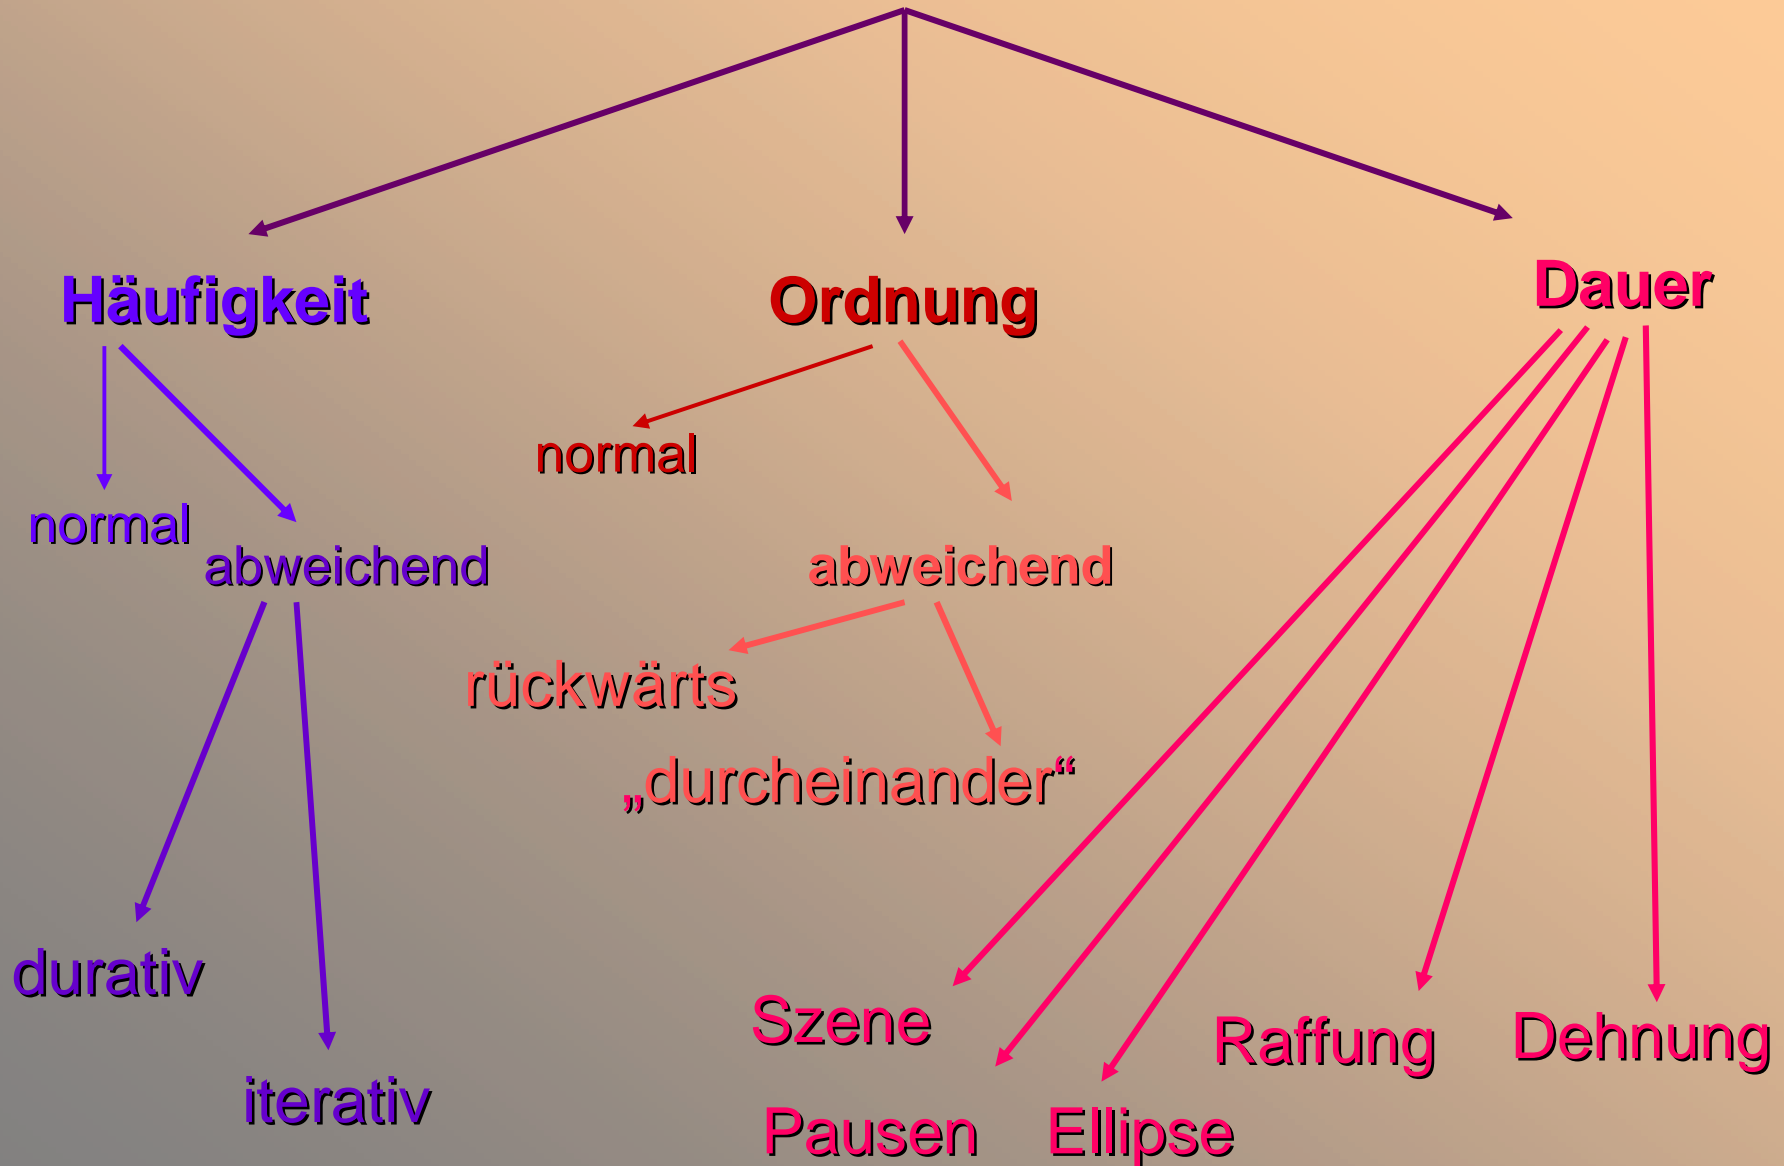 Häufigkeit
Ordnung
Dauer
normal
normal
abweichend
abweichend
rückwärts
„durcheinander“
durativ
iterativ
Szene
Pausen
Ellipse
Raffung
Dehnung